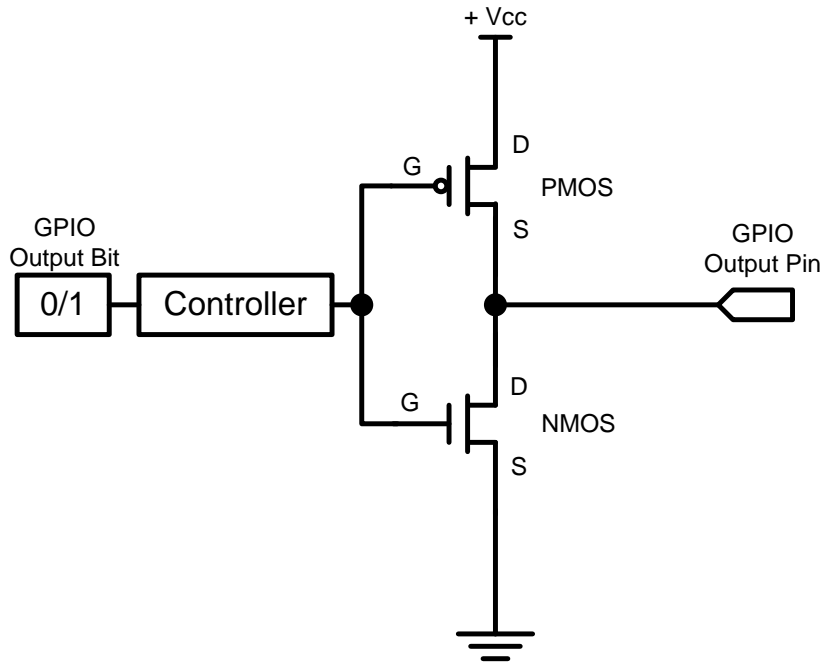 + Vcc
D
G
PMOS
S
GPIO
Output Bit
0/1
Controller
GPIO
Output Pin
D
G
NMOS
S